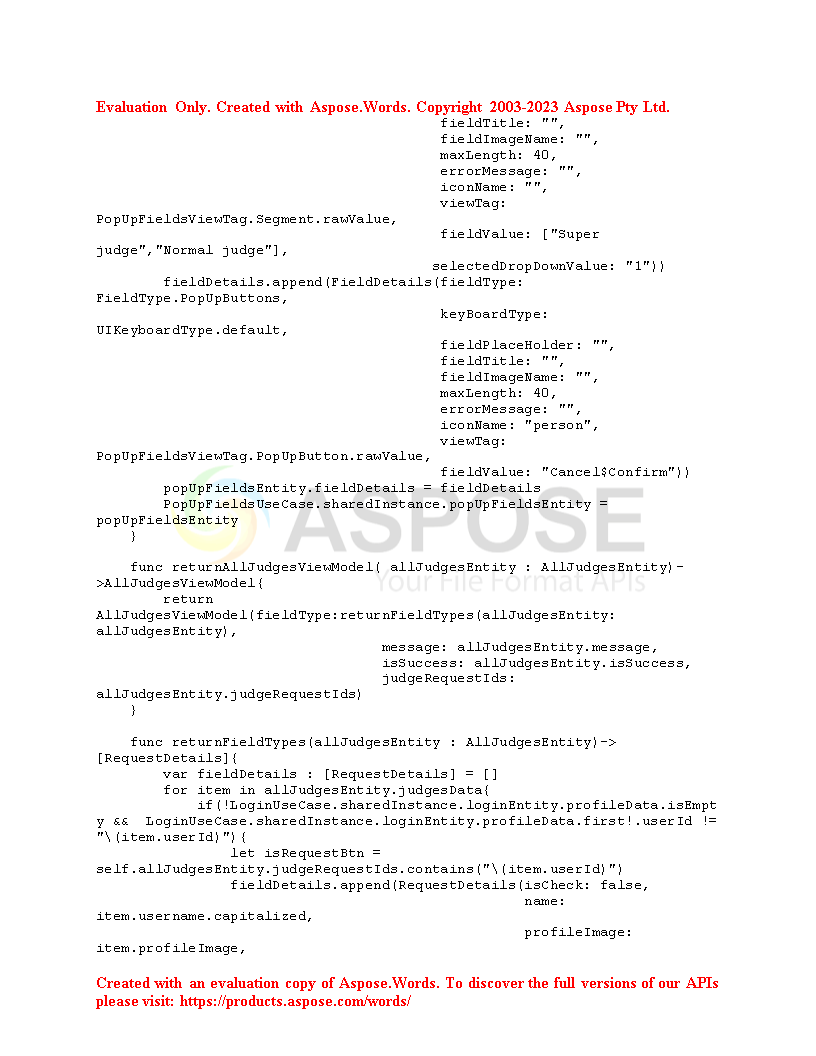 Evaluation Only. Created with Aspose.Words. Copyright 2003-2023 Aspose Pty Ltd.
fieldTitle: "",
fieldImageName: "",
maxLength: 40,
errorMessage: "",
iconName: "",
viewTag:
PopUpFieldsViewTag.Segment.rawValue,
fieldValue: ["Super
judge","Normal judge"],
selectedDropDownValue: "1"))
fieldDetails.append(FieldDetails(fieldType:
FieldType.PopUpButtons,
keyBoardType:
UIKeyboardType.default,
fieldPlaceHolder: "",
fieldTitle: "",
fieldImageName: "",
maxLength: 40,
errorMessage: "",
iconName: "person",
viewTag:
PopUpFieldsViewTag.PopUpButton.rawValue,
fieldValue: "Cancel$Confirm"))
popUpFieldsEntity.fieldDetails = fieldDetails
PopUpFieldsUseCase.sharedInstance.popUpFieldsEntity =
popUpFieldsEntity
}
ASPOSE
Your File Format APIs
func returnAllJudgesViewModel( allJudgesEntity : AllJudgesEntity)-
>AllJudgesViewModel{
return
AllJudgesViewModel(fieldType:returnFieldTypes(allJudgesEntity:
allJudgesEntity),
message: allJudgesEntity.message,
isSuccess: allJudgesEntity.isSuccess,
judgeRequestIds:
allJudgesEntity.judgeRequestIds)
}
func returnFieldTypes(allJudgesEntity : AllJudgesEntity)->
[RequestDetails]{
var fieldDetails : [RequestDetails] = []
for item in allJudgesEntity.judgesData{
if(!LoginUseCase.sharedInstance.loginEntity.profileData.isEmpt
y && LoginUseCase.sharedInstance.loginEntity.profileData.first!.userId !=
"\(item.userId)"){
let isRequestBtn =
self.allJudgesEntity.judgeRequestIds.contains("\(item.userId)")
fieldDetails.append(RequestDetails(isCheck: false,
name:
item.username.capitalized,
profileImage:
item.profileImage,
Created with an evaluation copy of Aspose.Words. To discover the full versions of our APIs
please visit: https://products.aspose.com/words/